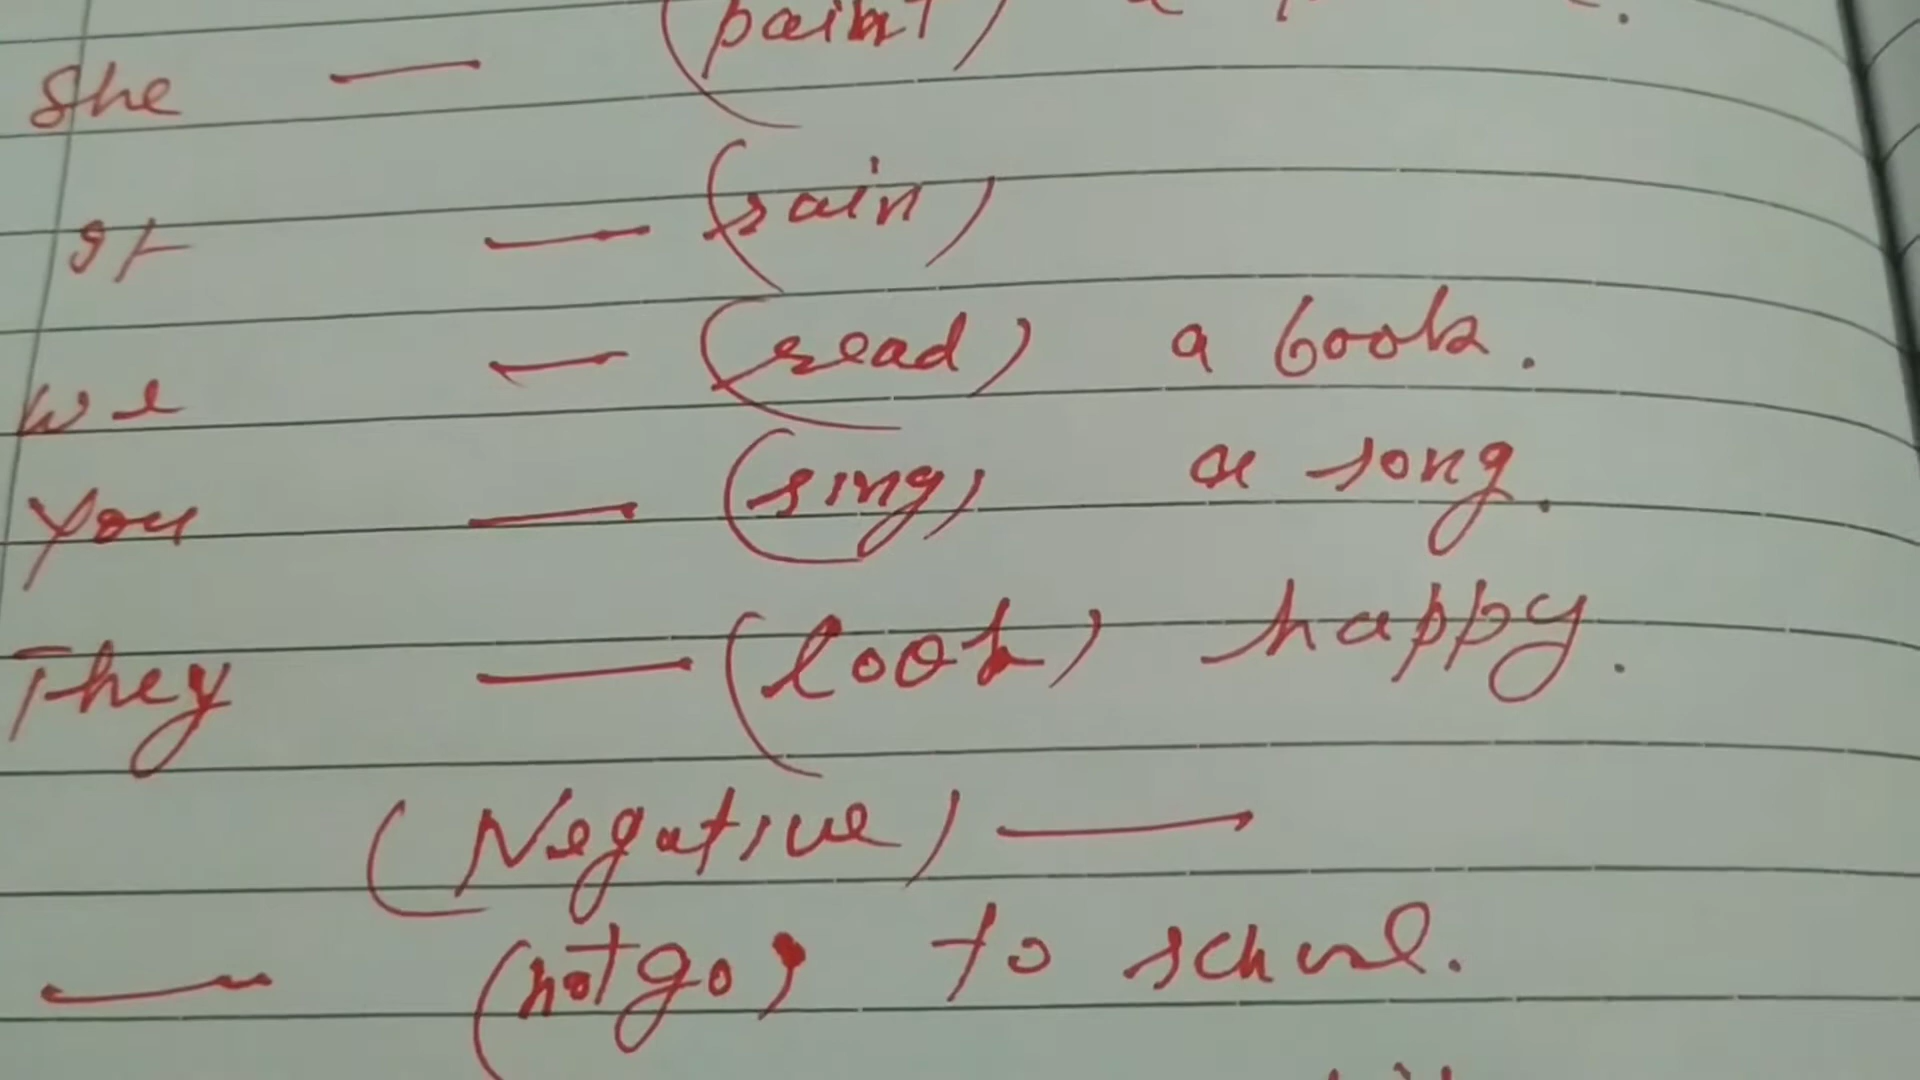 She — (paint) a
It — (rain)
We — (read) a book.
You — (sing) a song.
They — (look) happy.
(Negative) —
— (not go) to school.